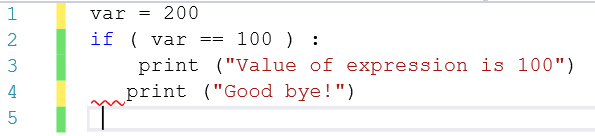 1 var = 200
2 if ( var == 100 ) :
3     print ("Value of expression is 100")
4    print ("Good bye!")
5